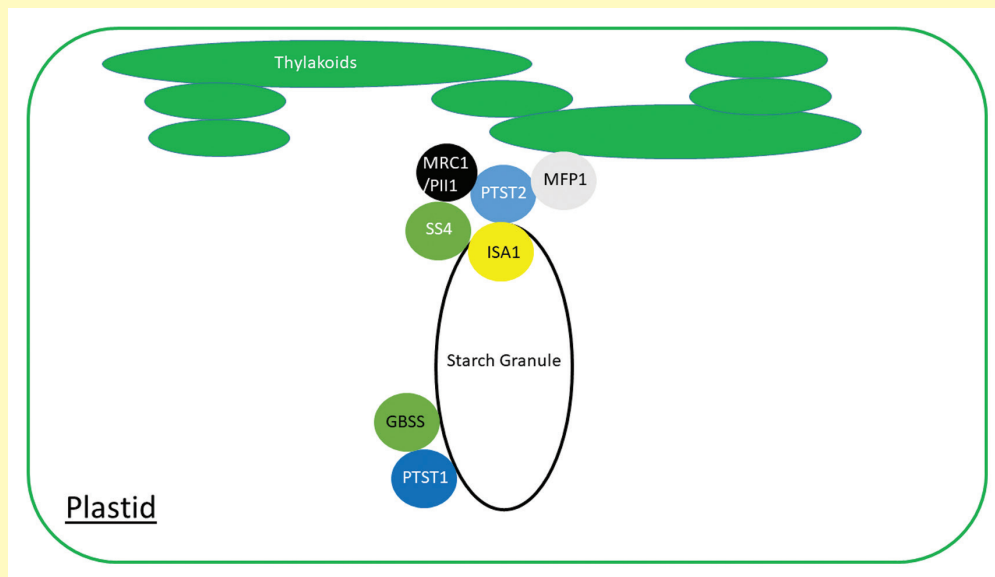 Thylakoids
MRC1
/PII1
PTST2
MFP1
SS4
ISA1
Starch Granule
GBSS
PTST1
Plastid